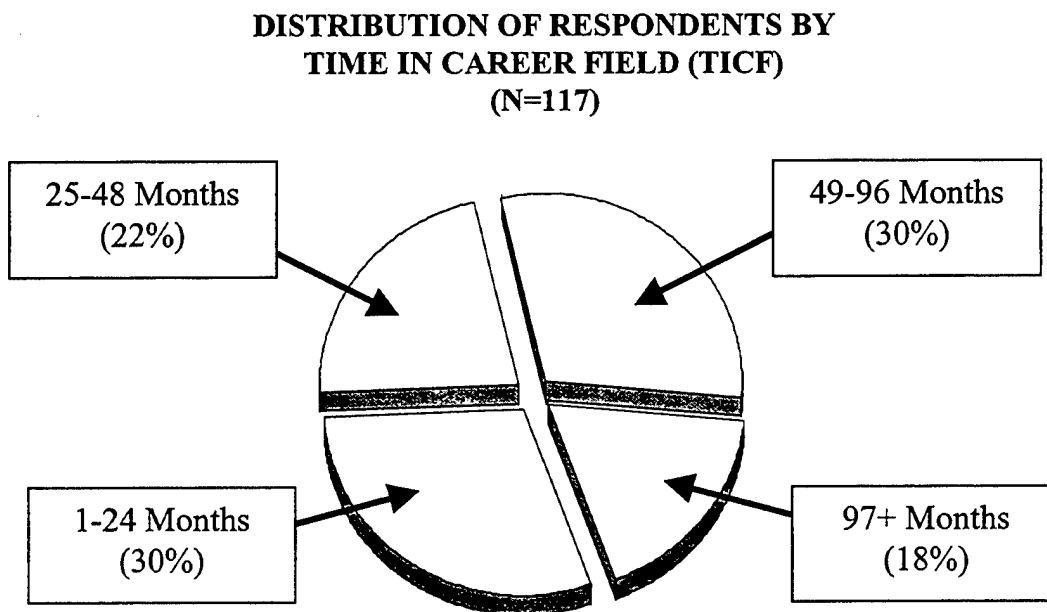 DISTRIBUTION OF RESPONDENTS BY
TIME IN CAREER FIELD (TICF)
(N=117)
25-48 Months
(22%)
49-96 Months
(30%)
1-24 Months
(30%)
97+ Months
(18%)